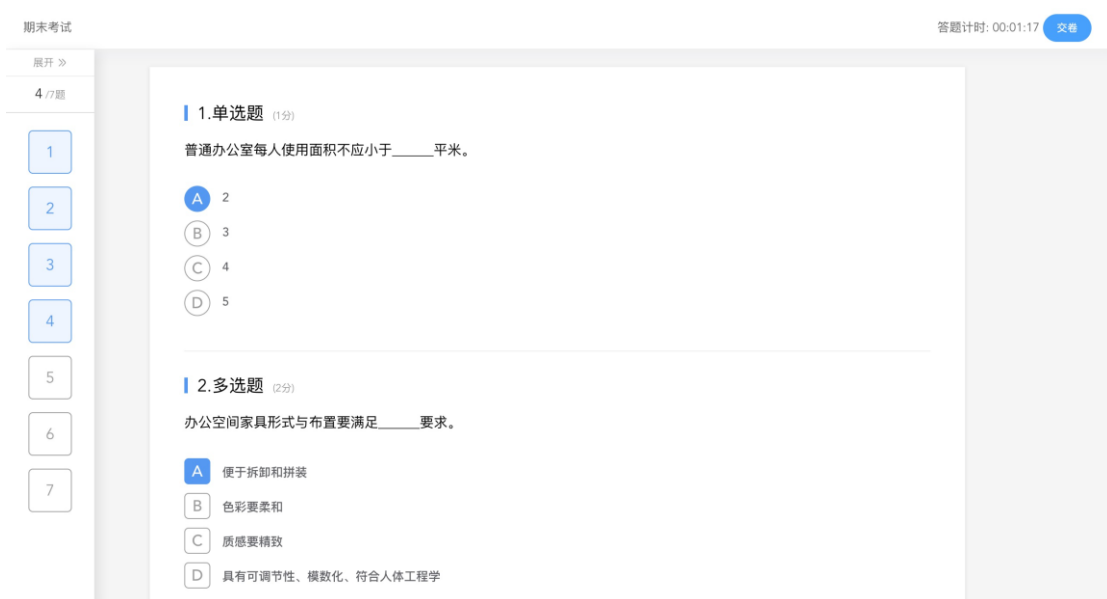 期末考试
答题计时: 00:01:17 交卷
展开 »
4 /7题
1
2
3
4
5
6
7
1.单选题 (1分)
普通办公室每人使用面积不应小于______平米。
A 2
B 3
C 4
D 5
2.多选题 (2分)
办公空间家具形式与布置要满足______要求。
A 便于拆卸和拼装
B 色彩要柔和
C 质感要精致
D 具有可调节性、模数化、符合人体工程学